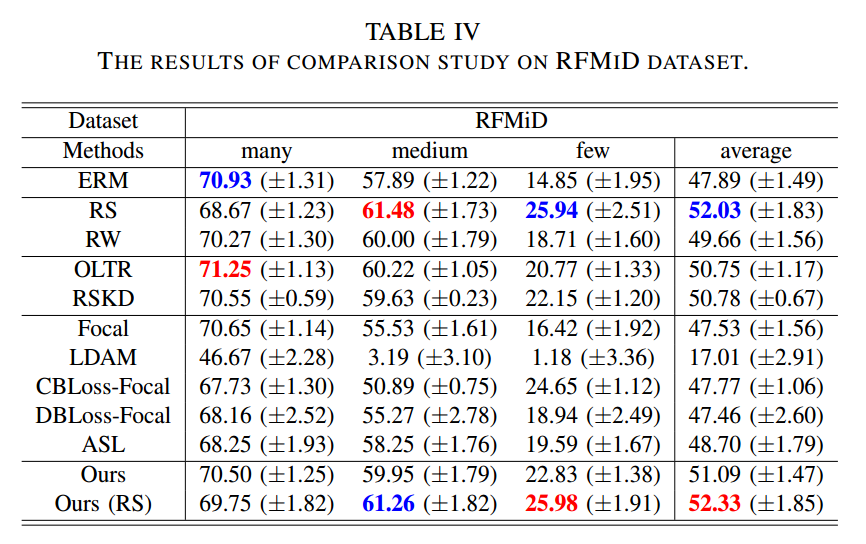 TABLE IV
THE RESULTS OF COMPARISON STUDY ON RFMID DATASET.
Dataset RFMiD
Methods many medium few average
ERM 70.93 (±1.31) 57.89 (±1.22) 14.85 (±1.95) 47.89 (±1.49)
RS 68.67 (±1.23) 61.48 (±1.73) 25.94 (±2.51) 52.03 (±1.83)
RW 70.27 (±1.30) 60.00 (±1.79) 18.71 (±1.60) 49.66 (±1.56)
OLTR 71.25 (±1.13) 60.22 (±1.05) 20.77 (±1.33) 50.75 (±1.17)
RSKD 70.55 (±0.59) 59.63 (±0.23) 22.15 (±1.20) 50.78 (±0.67)
Focal 70.65 (±1.14) 55.53 (±1.61) 16.42 (±1.92) 47.53 (±1.56)
LDAM 46.67 (±2.28) 3.19 (±3.10) 1.18 (±3.36) 17.01 (±2.91)
CBLoss-Focal 67.73 (±1.30) 50.89 (±0.75) 24.65 (±1.12) 47.77 (±1.06)
DBLoss-Focal 68.16 (±2.52) 55.27 (±2.78) 18.94 (±2.49) 47.46 (±2.60)
ASL 68.25 (±1.93) 58.25 (±1.76) 19.59 (±1.67) 48.70 (±1.79)
Ours 70.50 (±1.25) 59.95 (±1.79) 22.83 (±1.38) 51.09 (±1.47)
Ours (RS) 69.75 (±1.82) 61.26 (±1.82) 25.98 (±1.91) 52.33 (±1.85)